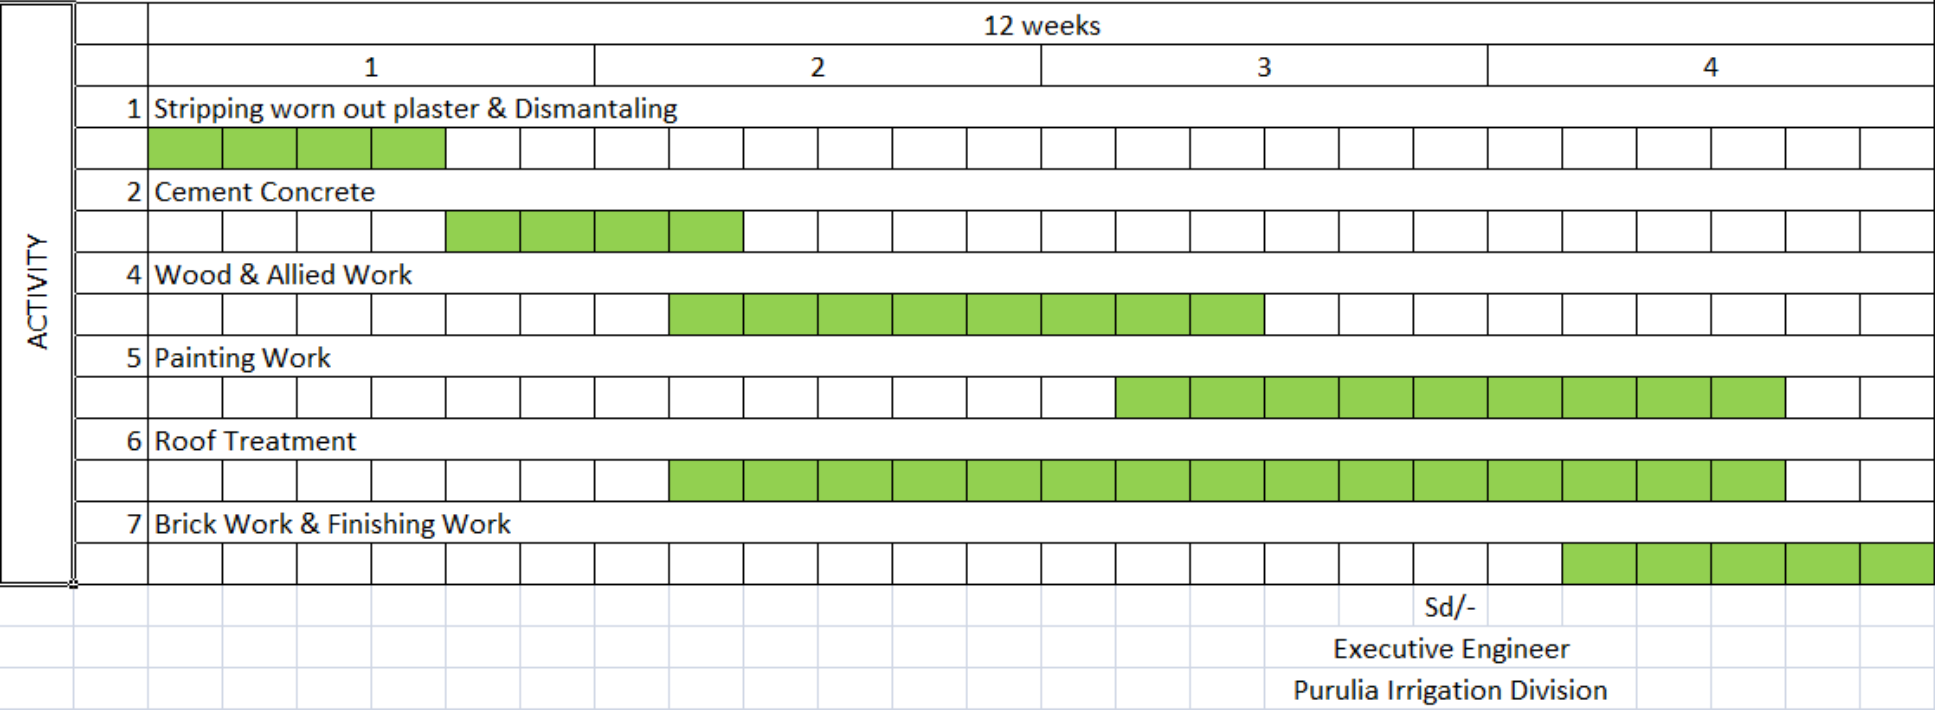 12 weeks
1 2 3 4
ACTIVITY
1 Stripping worn out plaster & Dismantaling
2 Cement Concrete
4 Wood & Allied Work
5 Painting Work
6 Roof Treatment
7 Brick Work & Finishing Work
Sd/-
Executive Engineer
Purulia Irrigation Division